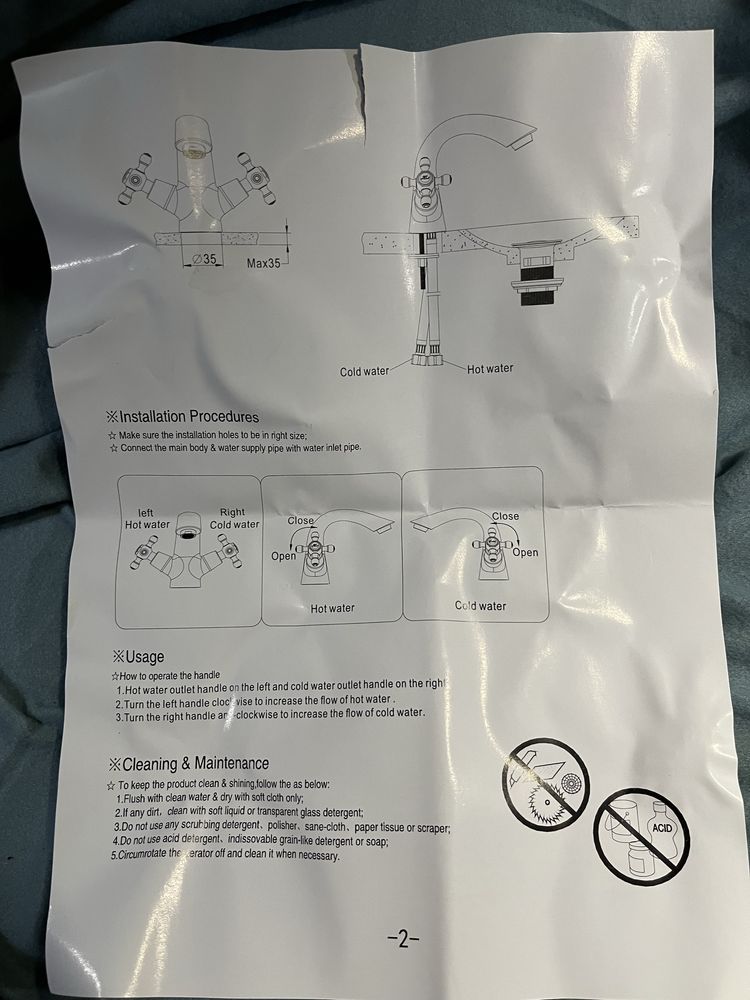 Ø35
Max35
Cold water
Hot water
※Installation Procedures
☆ Make sure the installation holes to be in right size;
☆ Connect the main body & water supply pipe with water inlet pipe.
left
Hot water
Right
Cold water
Close
Open
Hot water
Close
Open
Cold water
※Usage
☆How to operate the handle
1.Hot water outlet handle on the left and cold water outlet handle on the right
2.Turn the left handle clockwise to increase the flow of hot water .
3.Turn the right handle -clockwise to increase the flow of cold water.
※Cleaning & Maintenance
☆ To keep the product clean & shining,follow the as below:
1.Flush with clean water & dry with soft cloth only;
2.If any dirt, clean with soft liquid or transparent glass detergent;
3.Do not use any scrubbing detergent、polisher、sane-cloth、paper tissue or scraper;
4.Do not use acid detergent、indissovable grain-like detergent or soap;
5.Circumrotate the off and clean it when necessary.
ACID
-2-